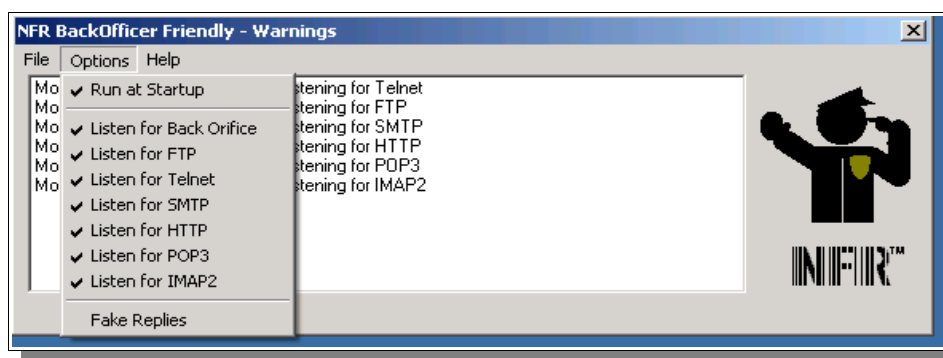 NFR BackOfficer Friendly - Warnings
File Options Help
Run at Startup
Listen for Back Orifice
Listen for FTP
Listen for Telnet
Listen for SMTP
Listen for HTTP
Listen for POP3
Listen for IMAP2
Fake Replies
Mo stening for Telnet
Mo stening for FTP
Mo stening for SMTP
Mo stening for HTTP
Mo stening for POP3
Mo stening for IMAP2
NFR™